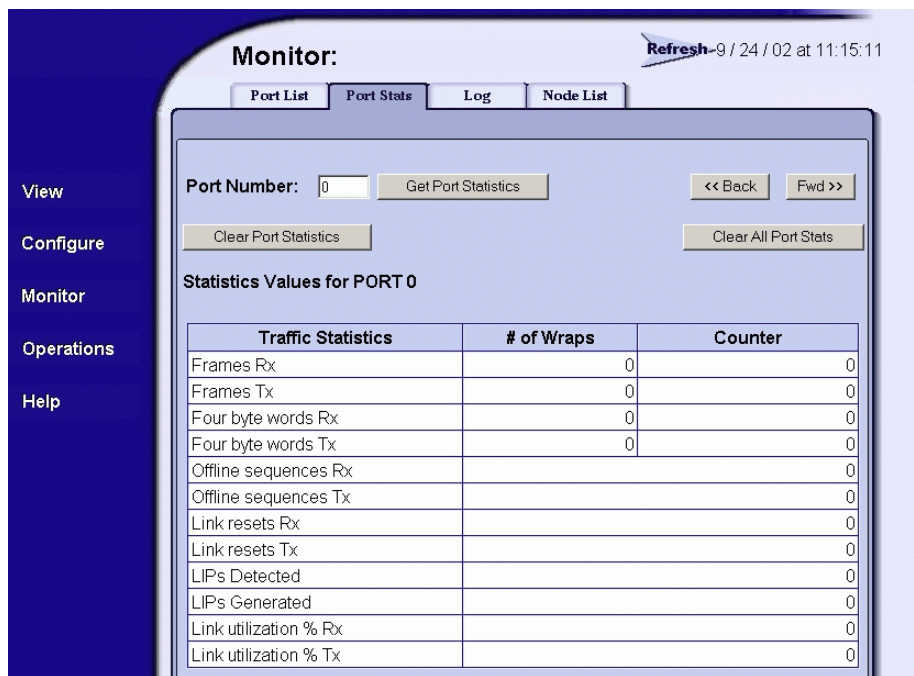 Monitor:
Refresh 9 / 24 / 02 at 11:15:11
Port List Port Stats Log Node List
View
Configure
Monitor
Operations
Help
Port Number: 0 Get Port Statistics << Back Fwd >>
Clear Port Statistics Clear All Port Stats
Statistics Values for PORT 0
Traffic Statistics # of Wraps Counter
Frames Rx 0 0
Frames Tx 0 0
Four byte words Rx 0 0
Four byte words Tx 0 0
Offline sequences Rx 0
Offline sequences Tx 0
Link resets Rx 0
Link resets Tx 0
LIPs Detected 0
LIPs Generated 0
Link utilization % Rx 0
Link utilization % Tx 0